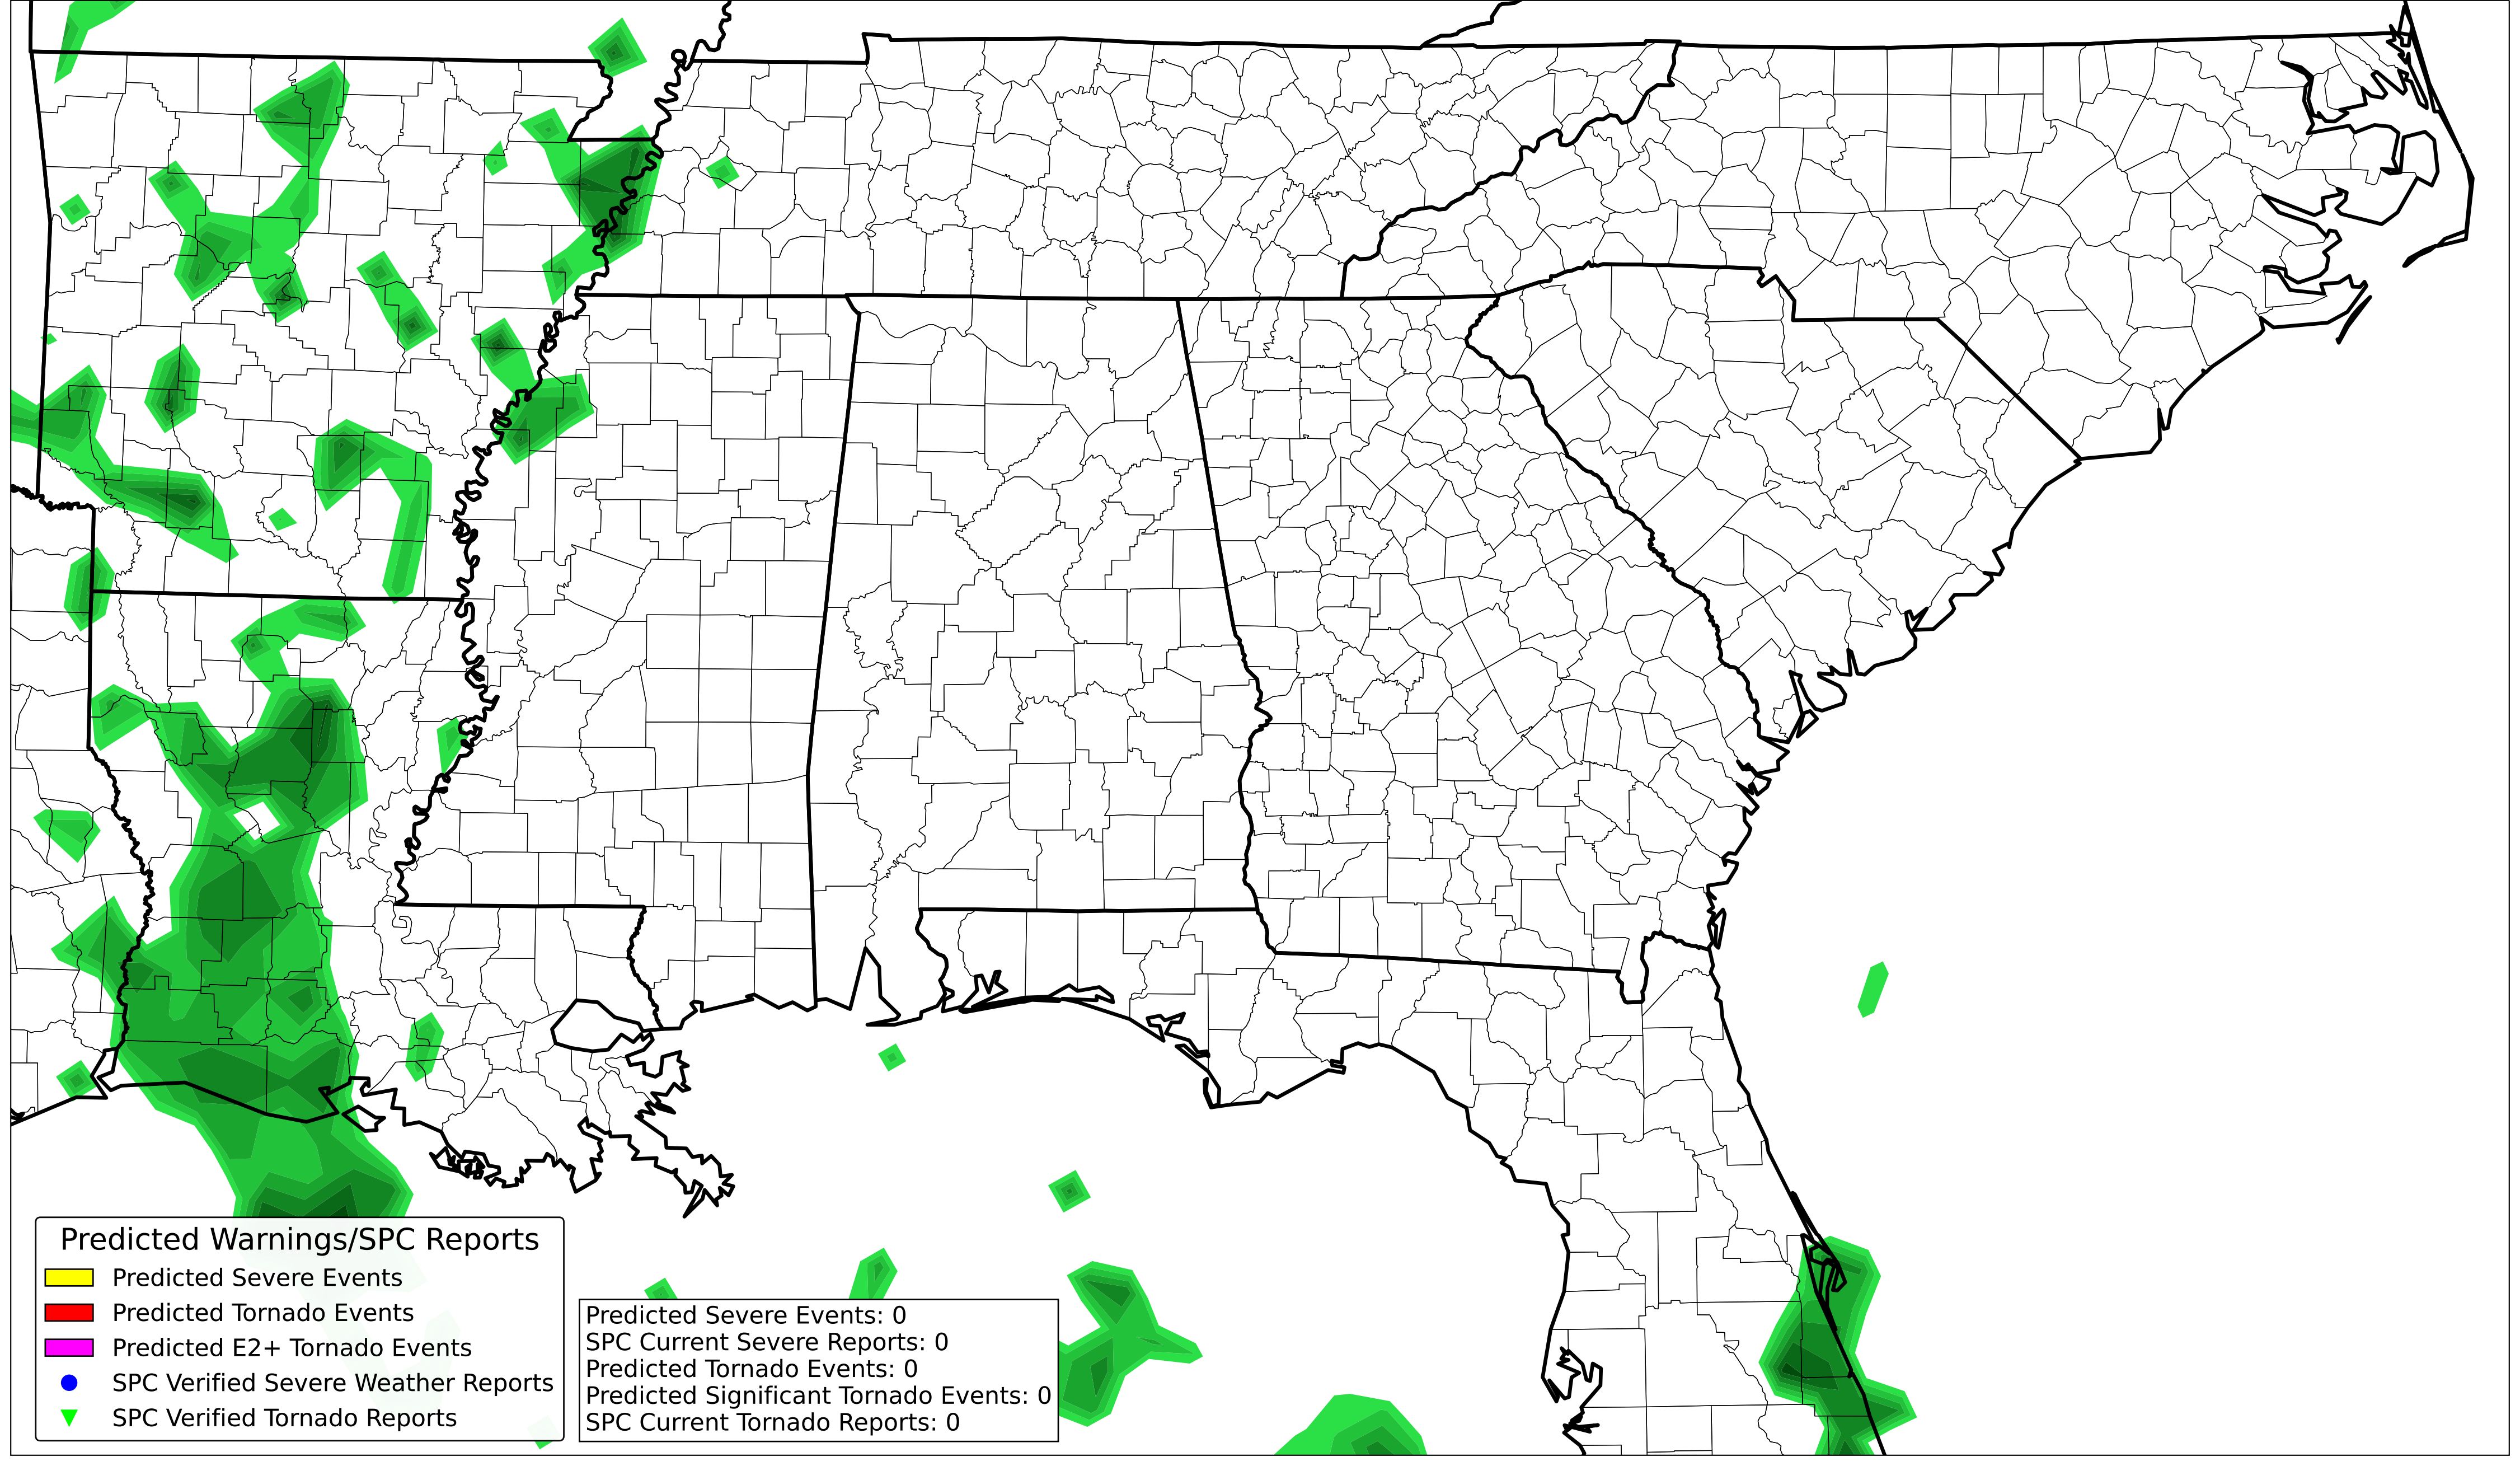 Predicted Warnings/SPC Reports
Predicted Severe Events
Predicted Tornado Events
Predicted E2+ Tornado Events
SPC Verified Severe Weather Reports
SPC Verified Tornado Reports
Predicted Severe Events: 0
SPC Current Severe Reports: 0
Predicted Tornado Events: 0
Predicted Significant Tornado Events: 0
SPC Current Tornado Reports: 0